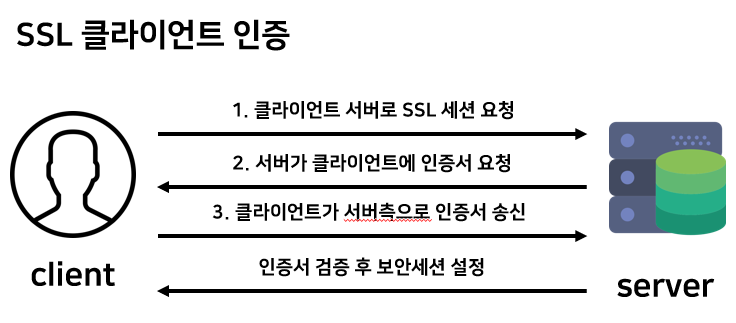 SSL 클라이언트 인증
1. 클라이언트 서버로 SSL 세션 요청
2. 서버가 클라이언트에 인증서 요청
3. 클라이언트가 서버측으로 인증서 송신
인증서 검증 후 보안세션 설정
client
server